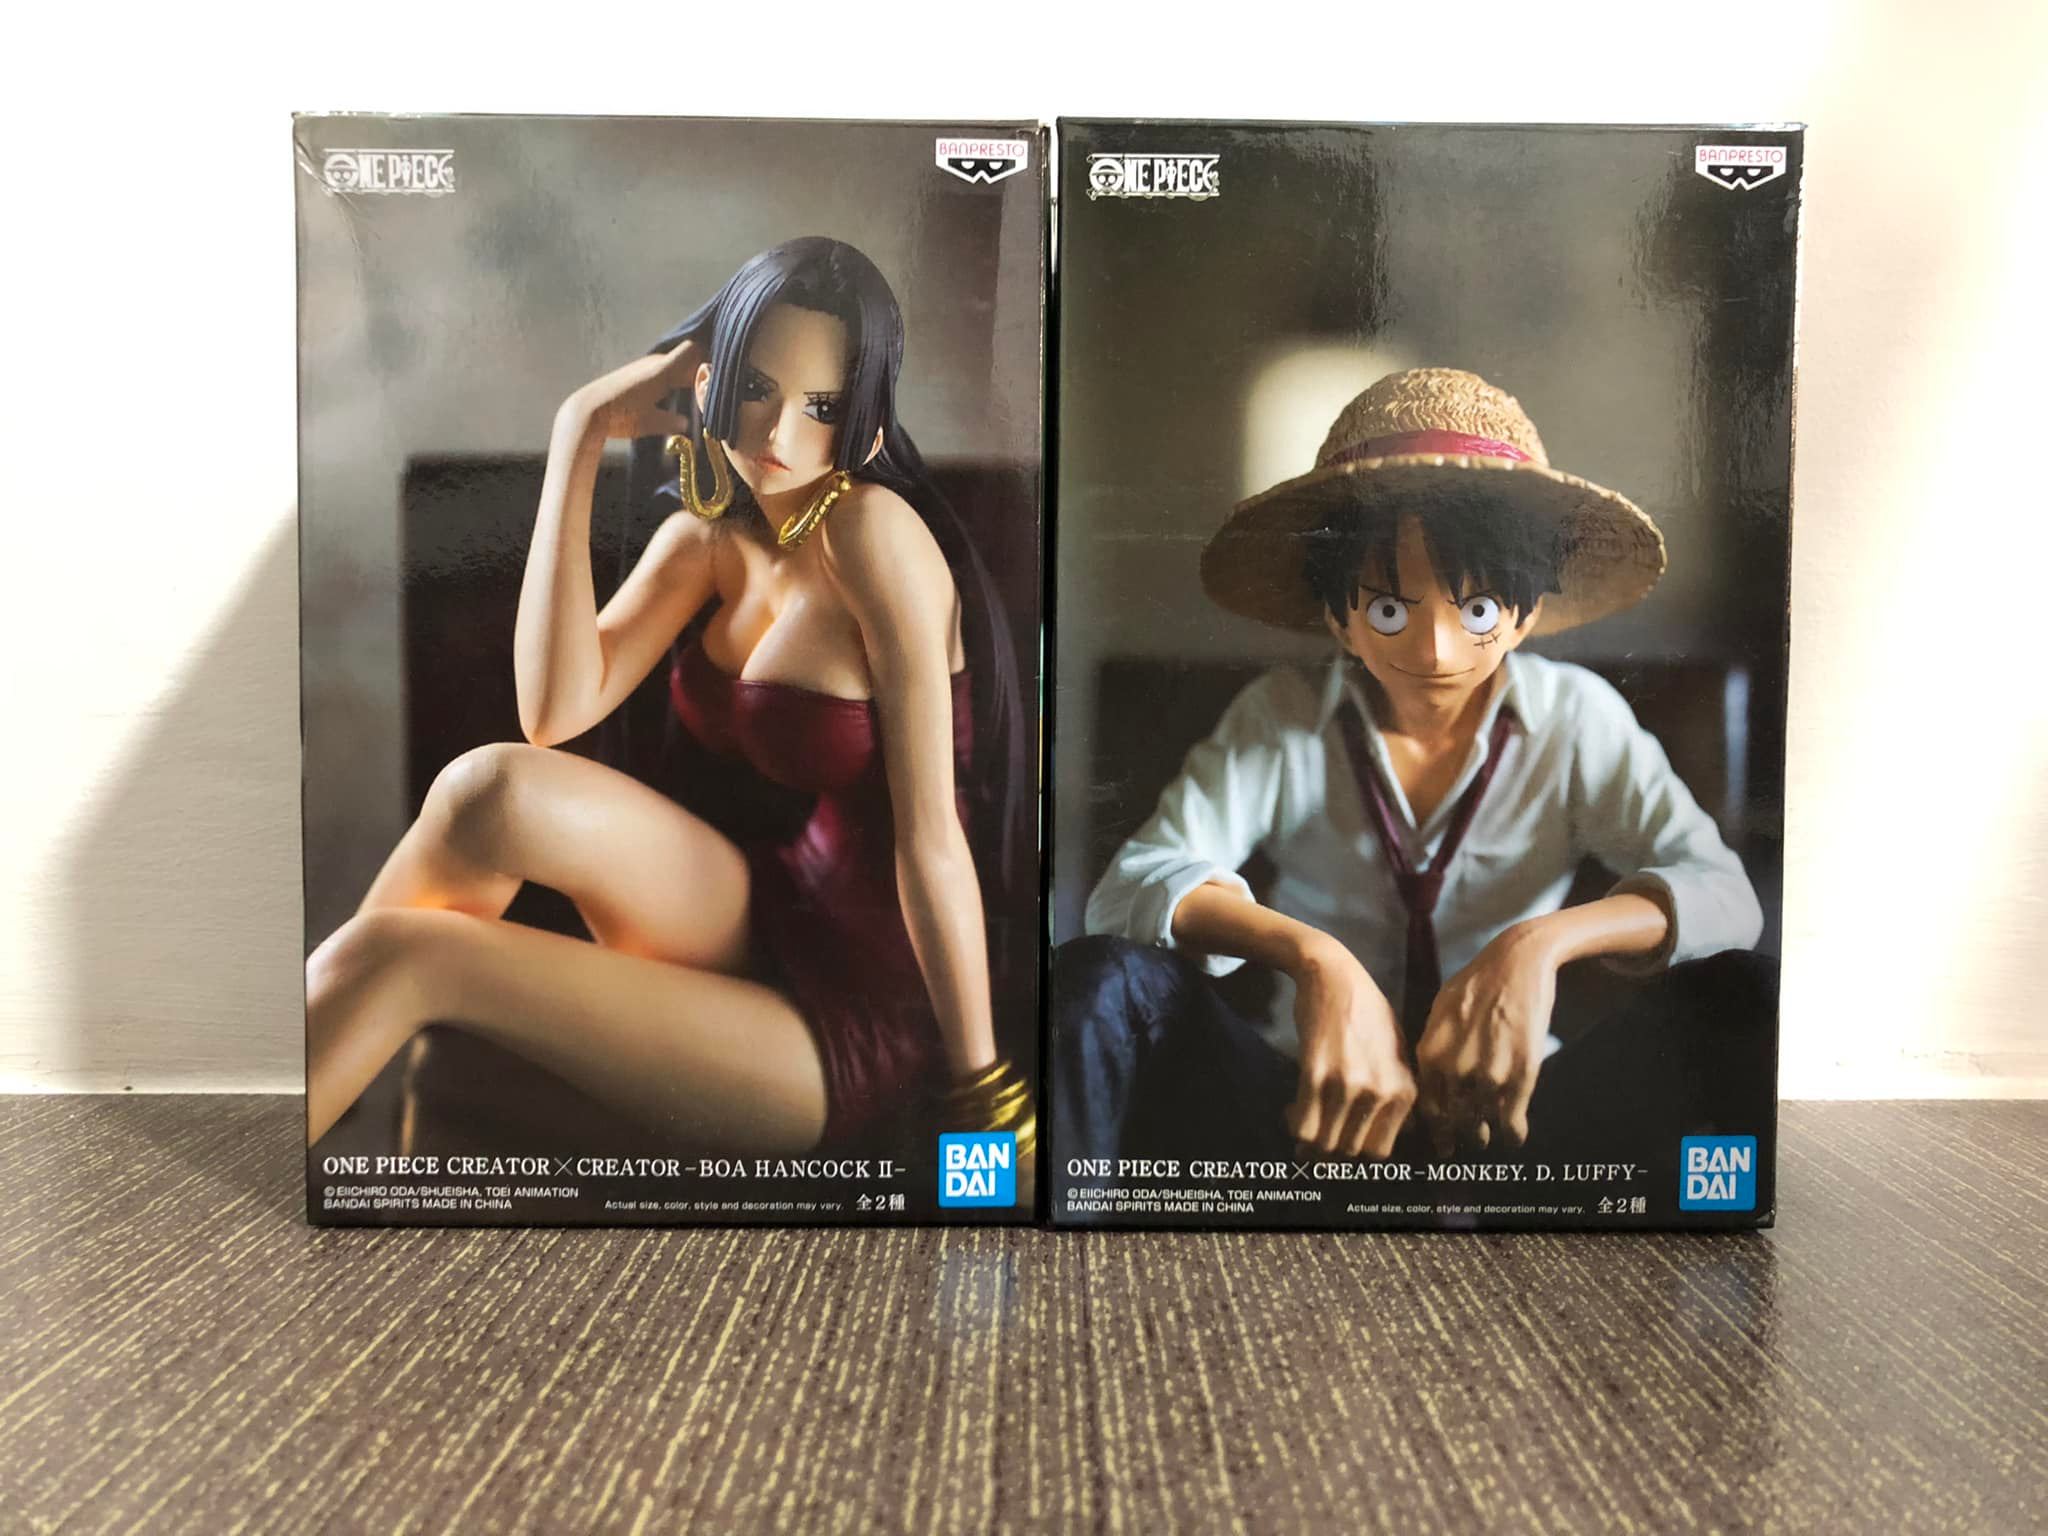 ONE PIECE
BANPRESTO
ONE PIECE CREATOR×CREATOR-BOA HANCOCK II-
© EIICHIRO ODA/SHUEISHA, TOEI ANIMATION
BANDAI SPIRITS MADE IN CHINA
Actual size, color, style and decoration may vary. 全2種
BAN
DAI
ONE PIECE
BANPRESTO
ONE PIECE CREATOR×CREATOR-MONKEY. D. LUFFY-
© EIICHIRO ODA/SHUEISHA, TOEI ANIMATION
BANDAI SPIRITS MADE IN CHINA
Actual size, color, style and decoration may vary. 全2種
BAN
DAI